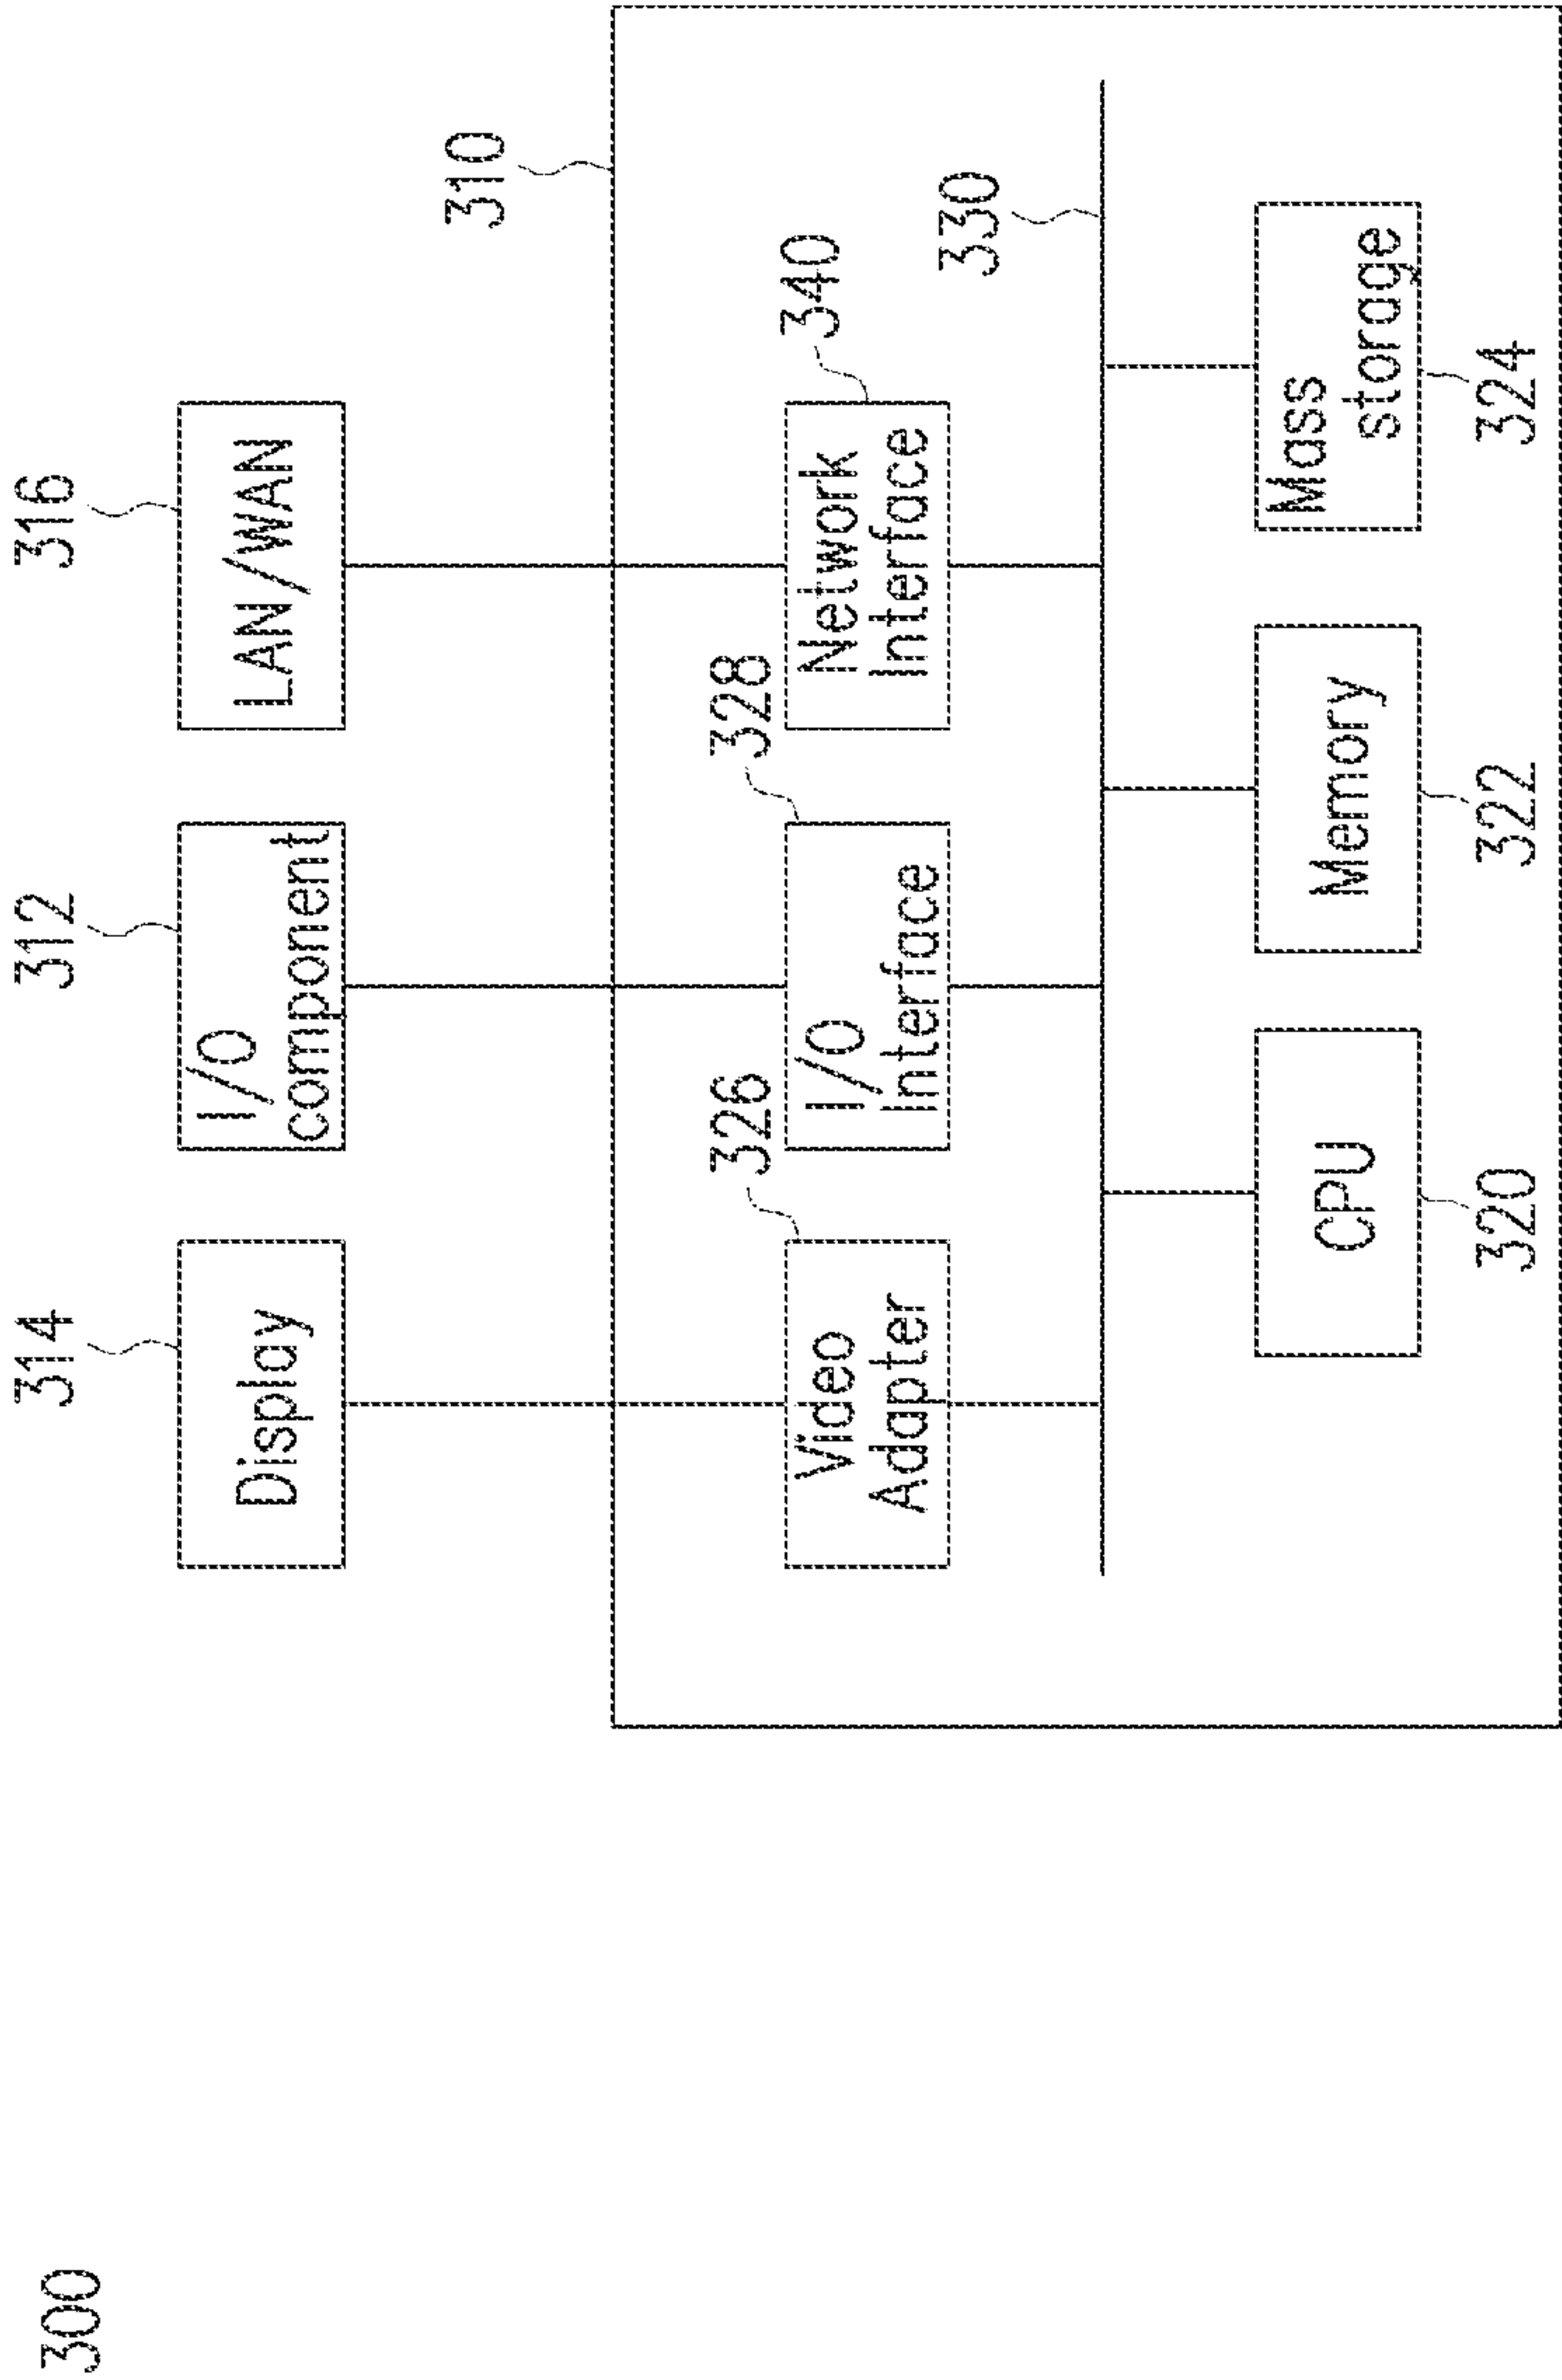 300
314
312
316
Display
I/O
component
LAN/WAN
310
326
328
340
Video
Adapter
I/O
Interface
Network
Interface
330
CPU
Memory
Mass
storage
320
322
324